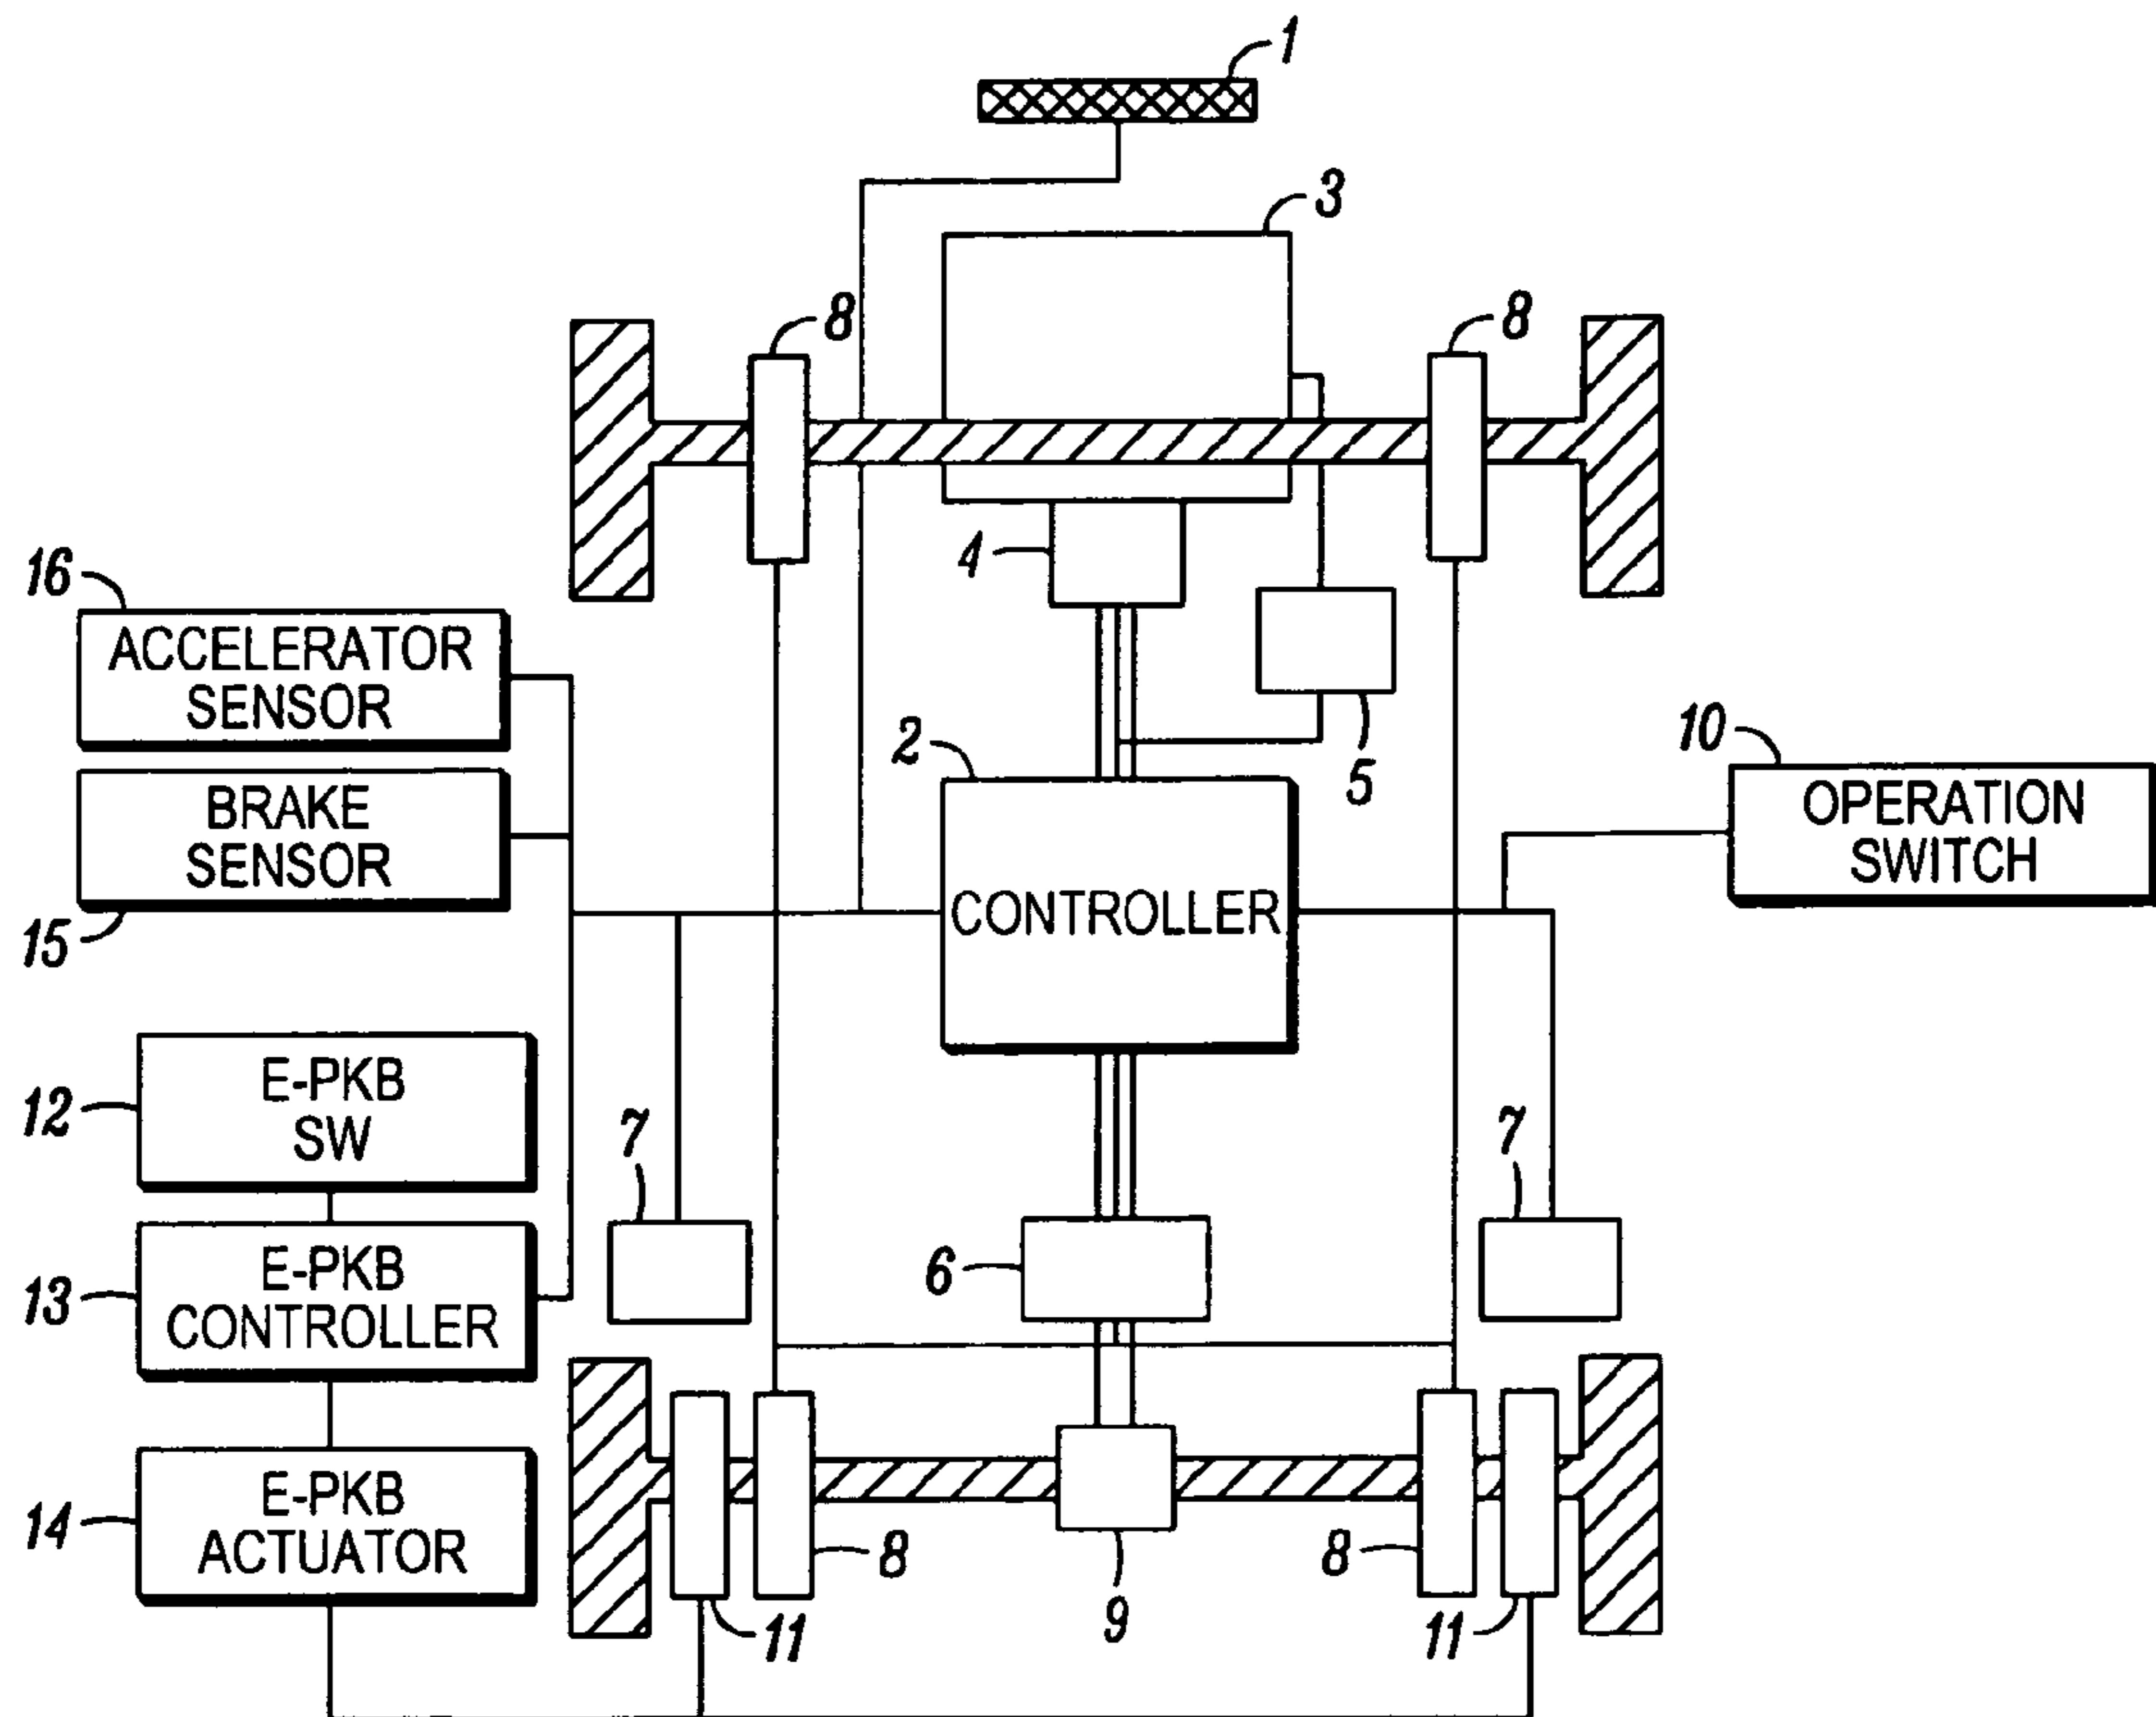 1
3
8
8
4
16
ACCELERATOR
SENSOR
5
2
10
OPERATION
SWITCH
BRAKE
SENSOR
15
CONTROLLER
12
E-PKB
SW
7
7
6
13
E-PKB
CONTROLLER
14
E-PKB
ACTUATOR
8
8
9
11
11